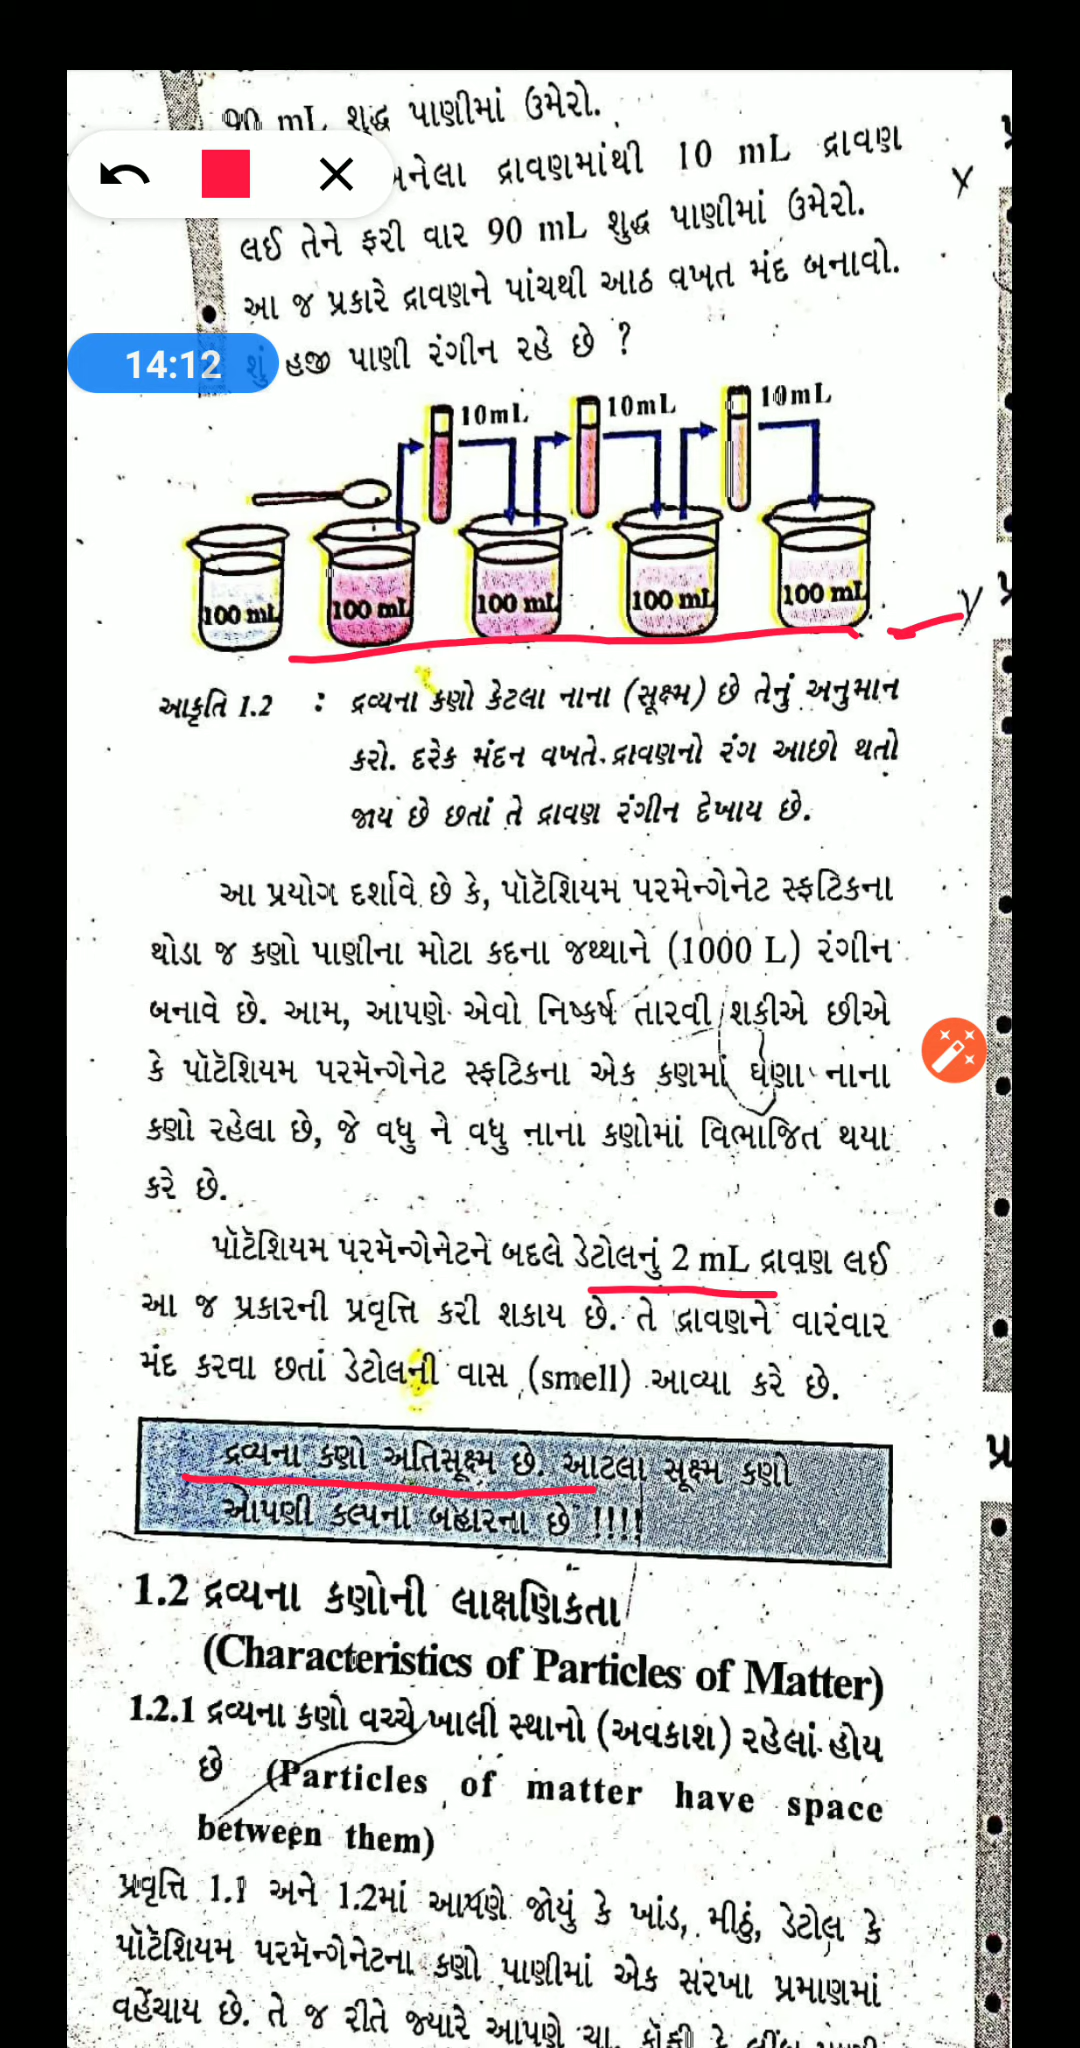 90 mL શુદ્ધ પાણીમાં ઉમેરો.
બનેલા દ્રાવણમાંથી 10 mL દ્રાવણ
લઈ તેને ફરી વાર 90 mL શુદ્ધ પાણીમાં ઉમેરો.
આ જ પ્રકારે દ્રાવણને પાંચથી આઠ વખત મંદ બનાવો.
14:12
શું હજી પાણી રંગીન રહે છે ?
10mL 10mL 10mL
100 mL 100 mL 100 mL 100 mL 100 mL
આકૃતિ 1.2 : દ્રવ્યના કણો કેટલા નાના (સૂક્ષ્મ) છે તેનું અનુમાન
કરો. દરેક મંદન વખતે દ્રાવણનો રંગ આછો થતો
જાય છે છતાં તે દ્રાવણ રંગીન દેખાય છે.
આ પ્રયોગ દર્શાવે છે કે, પૉટૅશિયમ પરમેન્ગેનેટ સ્ફટિકના
થોડા જ કણો પાણીના મોટા કદના જથ્થાને (1000 L) રંગીન
બનાવે છે. આમ, આપણે એવો નિષ્કર્ષ તારવી શકીએ છીએ
કે પૉટૅશિયમ પરમૅન્ગેનેટ સ્ફટિકના એક કણમાં ઘણા નાના
કણો રહેલા છે, જે વધુ ને વધુ નાના કણોમાં વિભાજિત થયા
કરે છે.
પૉટૅશિયમ પરમૅન્ગેનેટને બદલે ડેટોલનું 2 mL દ્રાવણ લઈ
આ જ પ્રકારની પ્રવૃત્તિ કરી શકાય છે. તે દ્રાવણને વારંવાર
મંદ કરવા છતાં ડેટોલની વાસ (smell) આવ્યા કરે છે.
દ્રવ્યના કણો અતિસૂક્ષ્મ છે. આટલા સૂક્ષ્મ કણો
આપણી કલ્પના બહારના છે !!!!
1.2 દ્રવ્યના કણોની લાક્ષણિકતા
(Characteristics of Particles of Matter)
1.2.1 દ્રવ્યના કણો વચ્ચે ખાલી સ્થાનો (અવકાશ) રહેલાં હોય
છે (Particles of matter have space
between them)
પ્રવૃત્તિ 1.1 અને 1.2માં આપણે જોયું કે ખાંડ, મીઠું, ડેટોલ કે
પૉટૅશિયમ પરમૅન્ગેનેટના કણો પાણીમાં એક સરખા પ્રમાણમાં
વહેંચાય છે. તે જ રીતે જ્યારે આપણે ચા, કૉફી કે